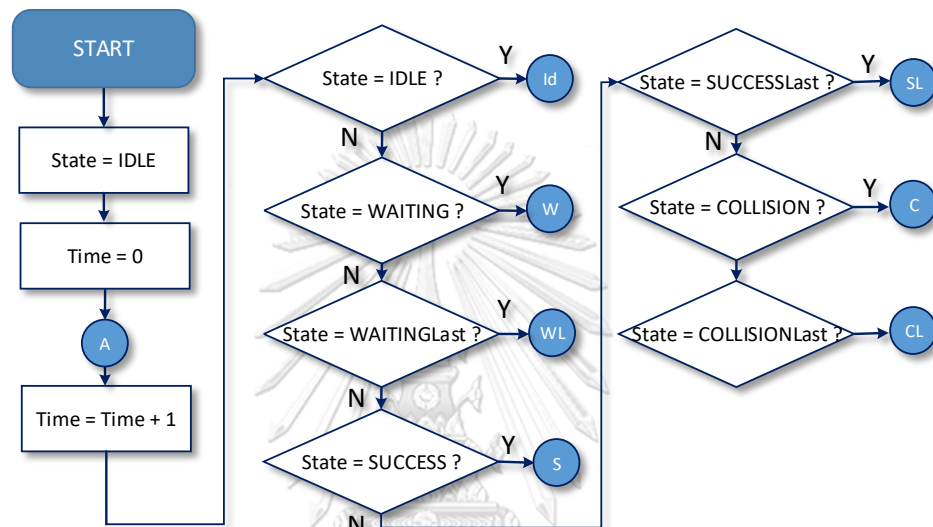 START
State = IDLE
Time = 0
A
Time = Time + 1
State = IDLE ?
Y
Id
N
State = WAITING ?
Y
W
N
State = WAITINGLast ?
Y
WL
N
State = SUCCESS ?
Y
S
N
State = SUCCESSLast ?
Y
SL
N
State = COLLISION ?
Y
C
State = COLLISIONLast ?
CL